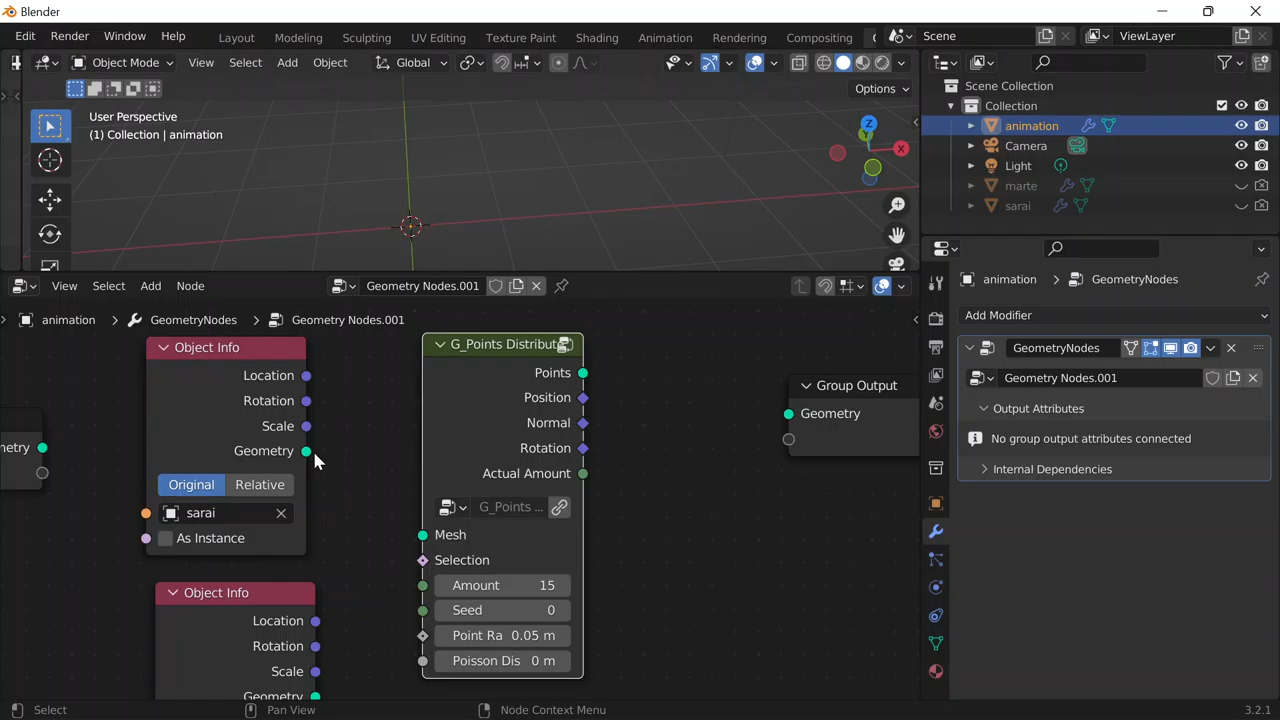 Blender
Edit Render Window Help Layout Modeling Sculpting UV Editing Texture Paint Shading Animation Rendering Compositing Scene ViewLayer
Object Mode View Select Add Object Global
Options
User Perspective
(1) Collection | animation
Z
X
Scene Collection
Collection
animation
Camera
Light
marte
sarai
View Select Add Node Geometry Nodes.001
animation > GeometryNodes > Geometry Nodes.001
Object Info
Location
Rotation
Scale
Geometry
Original Relative
sarai
As Instance
Object Info
Location
Rotation
Scale
Geometry
G_Points Distribut
Points
Position
Normal
Rotation
Actual Amount
G_Points ...
Mesh
Selection
Amount 15
Seed 0
Point Ra 0.05 m
Poisson Dis 0 m
Group Output
Geometry
animation > GeometryNodes
Add Modifier
GeometryNodes
Geometry Nodes.001
Output Attributes
No group output attributes connected
Internal Dependencies
Select Pan View Node Context Menu 3.2.1